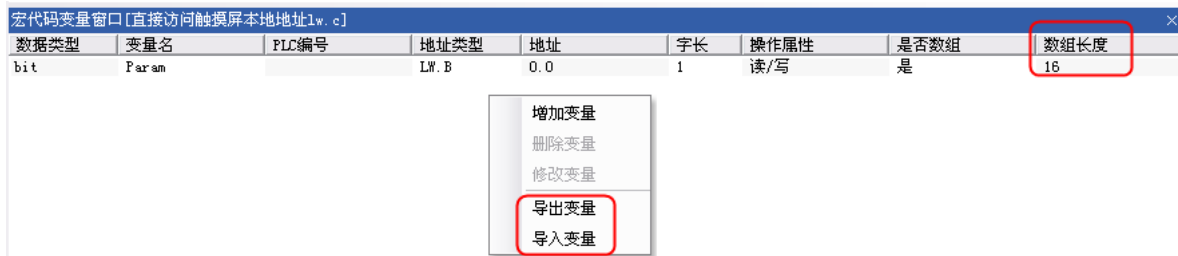 宏代码变量窗口[直接访问触摸屏本地地址lw.c]
数据类型 变量名 PLC编号 地址类型 地址 字长 操作属性 是否数组 数组长度
bit Param LW.B 0.0 1 读/写 是 16
增加变量
删除变量
修改变量
导出变量
导入变量